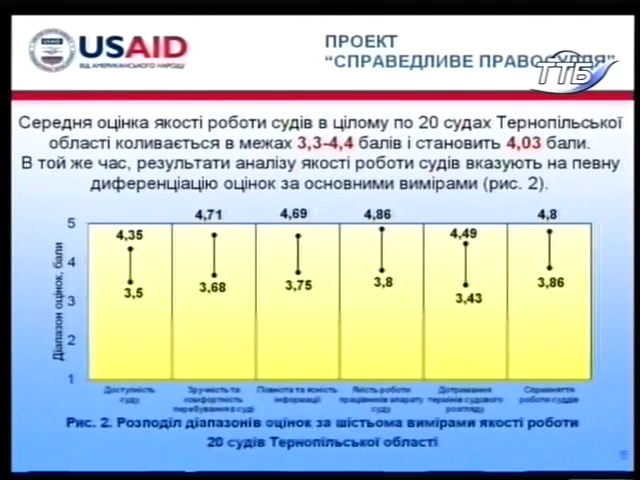 USAID
ВІД АМЕРИКАНСЬКОГО НАРОДУ
ПРОЕКТ
“СПРАВЕДЛИВЕ ПРАВОСУДДЯ”
ТТБ
Середня оцінка якості роботи судів в цілому по 20 судах Тернопільської
області коливається в межах 3,3-4,4 балів і становить 4,03 бали.
В той же час, результати аналізу якості роботи судів вказують на певну
диференціацію оцінок за основними вимірами (рис. 2).
Діапазон оцінок, бали
5
4
3
2
1
4,35 4,71 4,69 4,86 4,49 4,8
3,5 3,68 3,75 3,8 3,43 3,86
Доступність Зручність та Повнота та ясність Якість роботи Дотримання Сприйняття
суду комфортність інформації працівників апарату термінів судового роботи суддів
перебування в суді суду розгляду
Рис. 2. Розподіл діапазонів оцінок за шістьома вимірами якості роботи
20 судів Тернопільської області